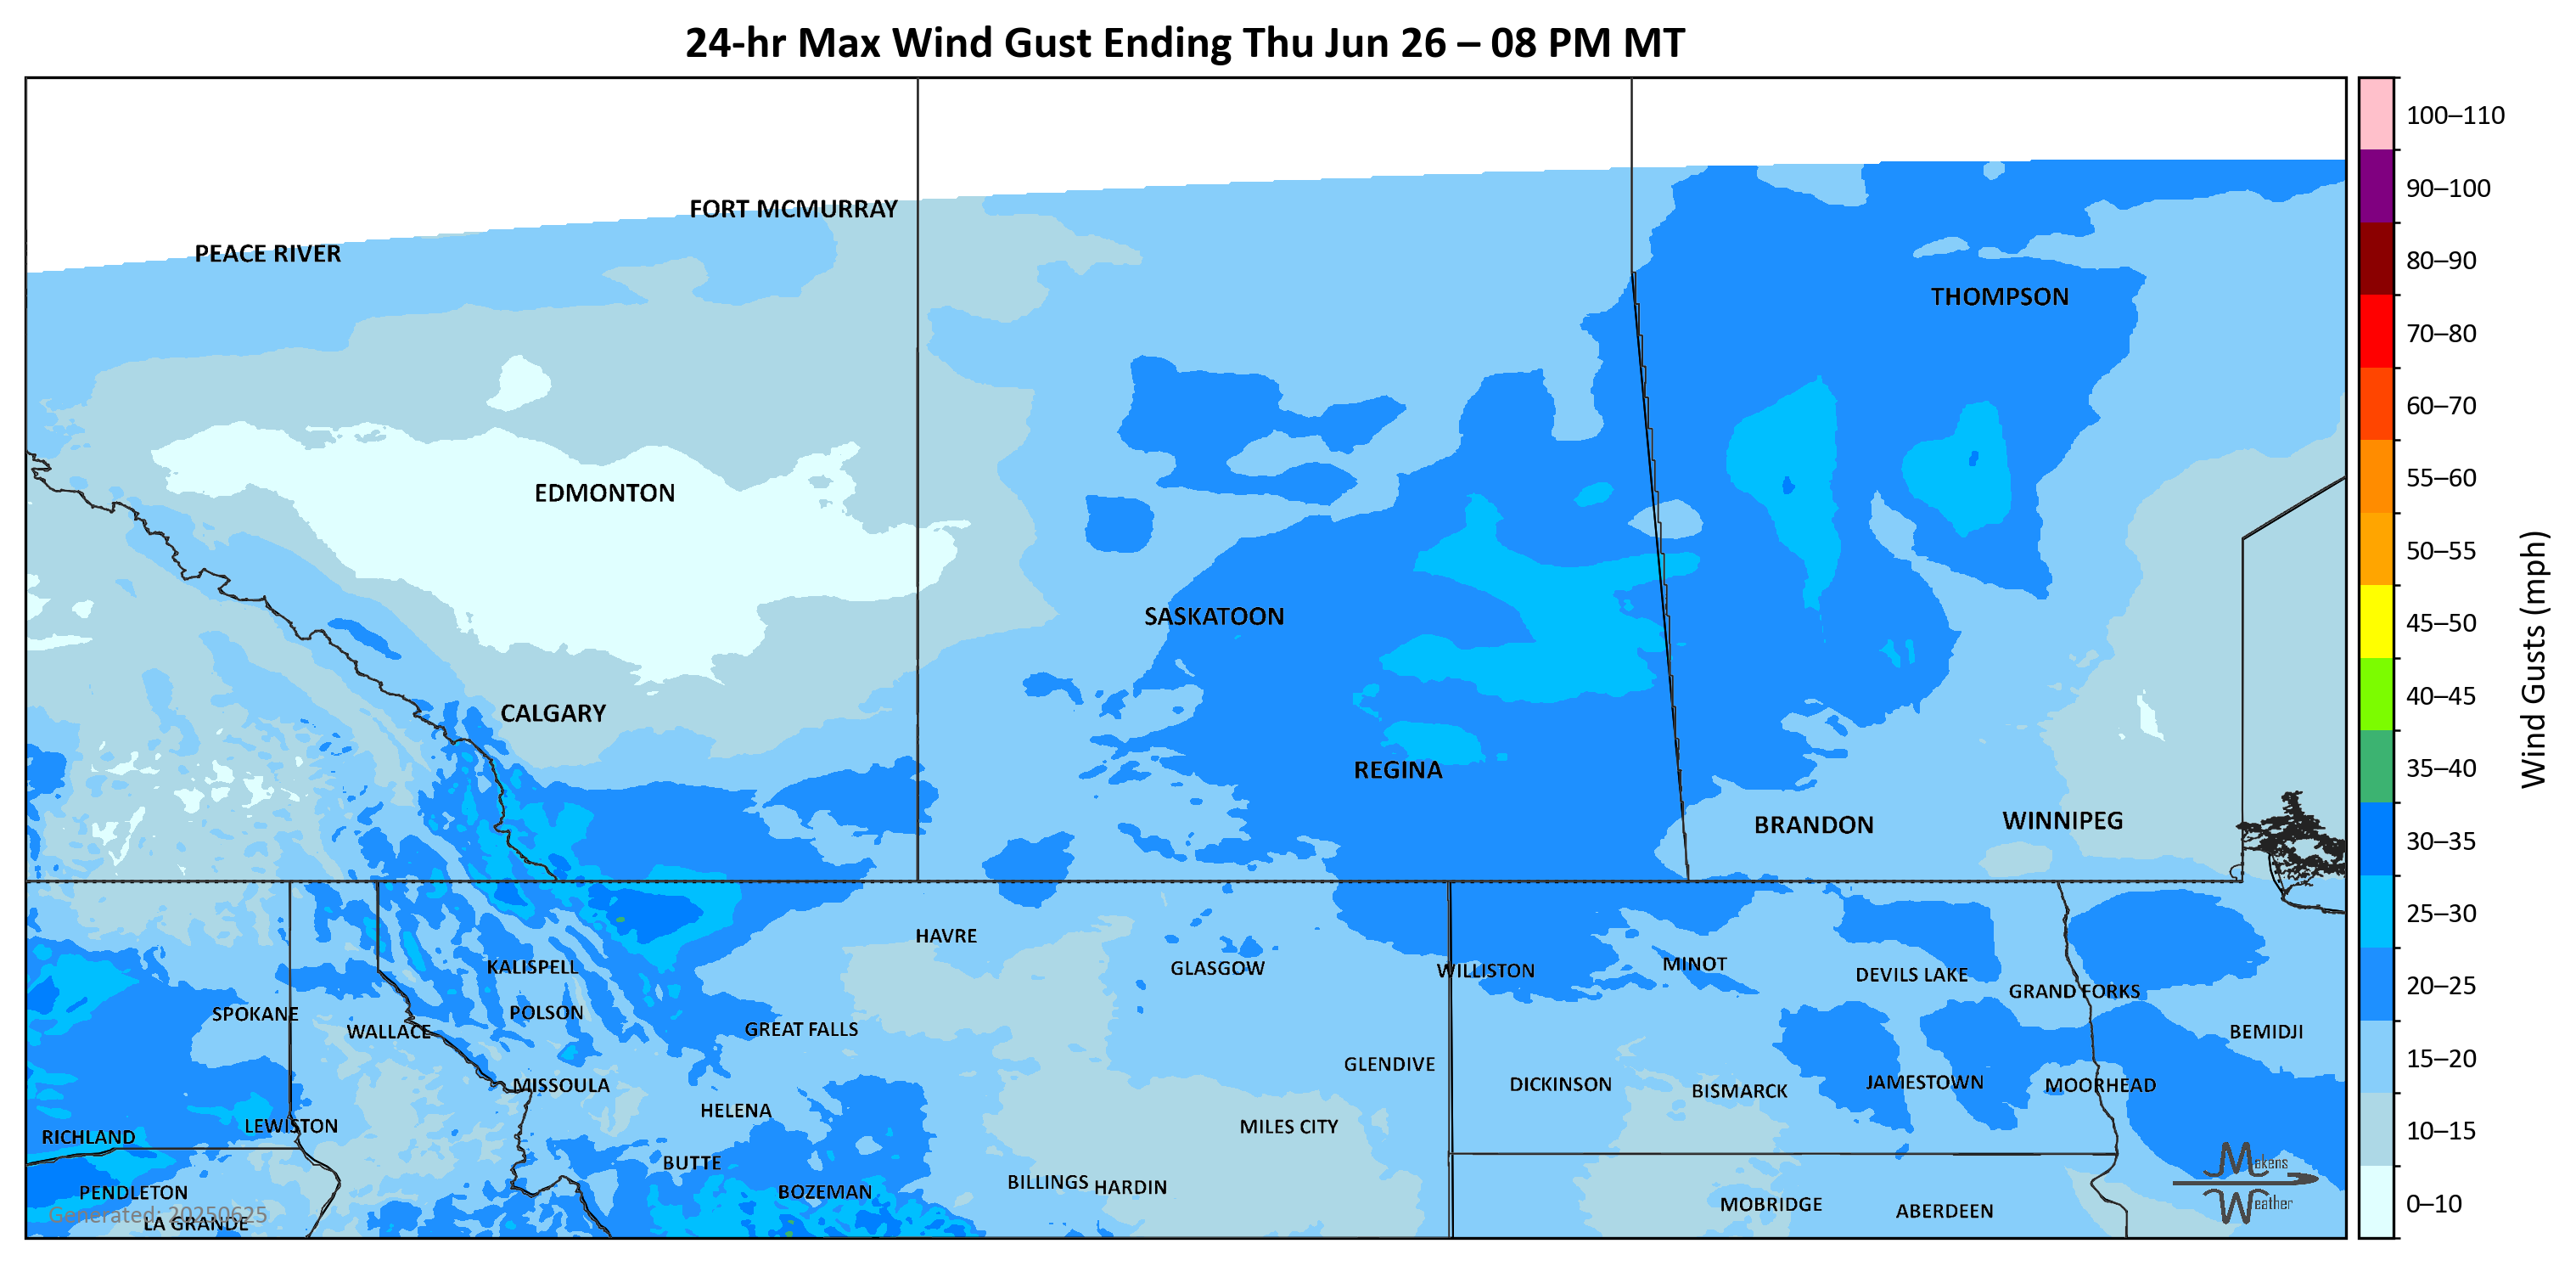 24-hr Max Wind Gust Ending Thu Jun 26 – 08 PM MT
100–110
90–100
80–90
70–80
60–70
55–60
50–55
45–50
40–45
35–40
30–35
25–30
20–25
15–20
10–15
0–10
Wind Gusts (mph)
FORT MCMURRAY
PEACE RIVER
THOMPSON
EDMONTON
SASKATOON
CALGARY
REGINA
BRANDON
WINNIPEG
HAVRE
KALISPELL
GLASGOW
WILLISTON
MINOT
DEVILS LAKE
GRAND FORKS
SPOKANE
POLSON
WALLACE
GREAT FALLS
BEMIDJI
GLENDIVE
MISSOULA
DICKINSON
BISMARCK
JAMESTOWN
MOORHEAD
HELENA
LEWISTON
MILES CITY
RICHLAND
BUTTE
BILLINGS
HARDIN
PENDLETON
BOZEMAN
MOBRIDGE
ABERDEEN
LA GRANDE
Generated: 20250625
Makens
Weather